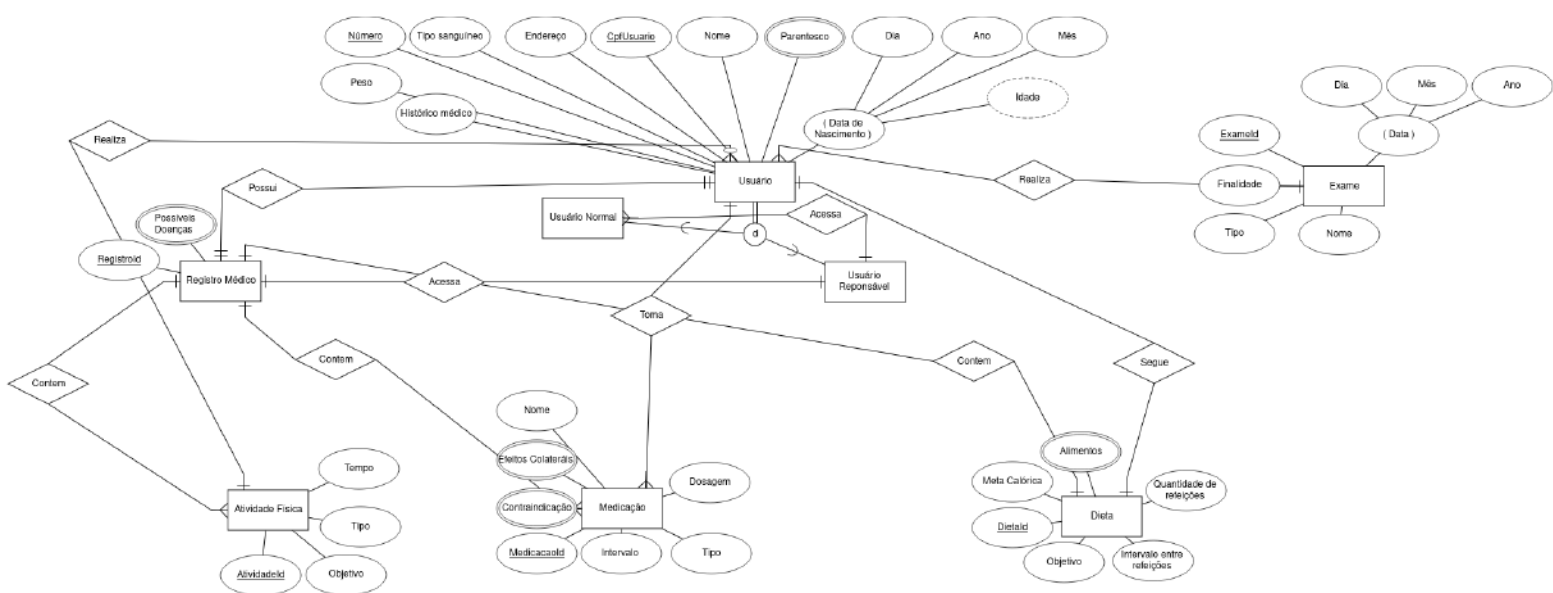 Número
Tipo sanguíneo
Endereço
CpfUsuario
Nome
Parentesco
Dia
Ano
Mês
Peso
Histórico médico
( Data de
Nascimento )
Idade
Dia
Mês
Ano
( Data )
ExameId
Realiza
Finalidade
Exame
Tipo
Nome
Realiza
Possui
Usuário
Usuário Normal
Acessa
d
Possíveis
Doenças
RegistroId
Registro Médico
Acessa
Usuário
Reponsável
Toma
Contem
Contem
Segue
Contem
Nome
Efeitos Colaterais
Contraindicação
Medicação
Dosagem
MedicacaoId
Intervalo
Tipo
Tempo
Atividade Física
Tipo
AtividadeId
Objetivo
Alimentos
Meta Calórica
Quantidade de
refeições
DietaId
Dieta
Objetivo
Intervalo entre
refeições